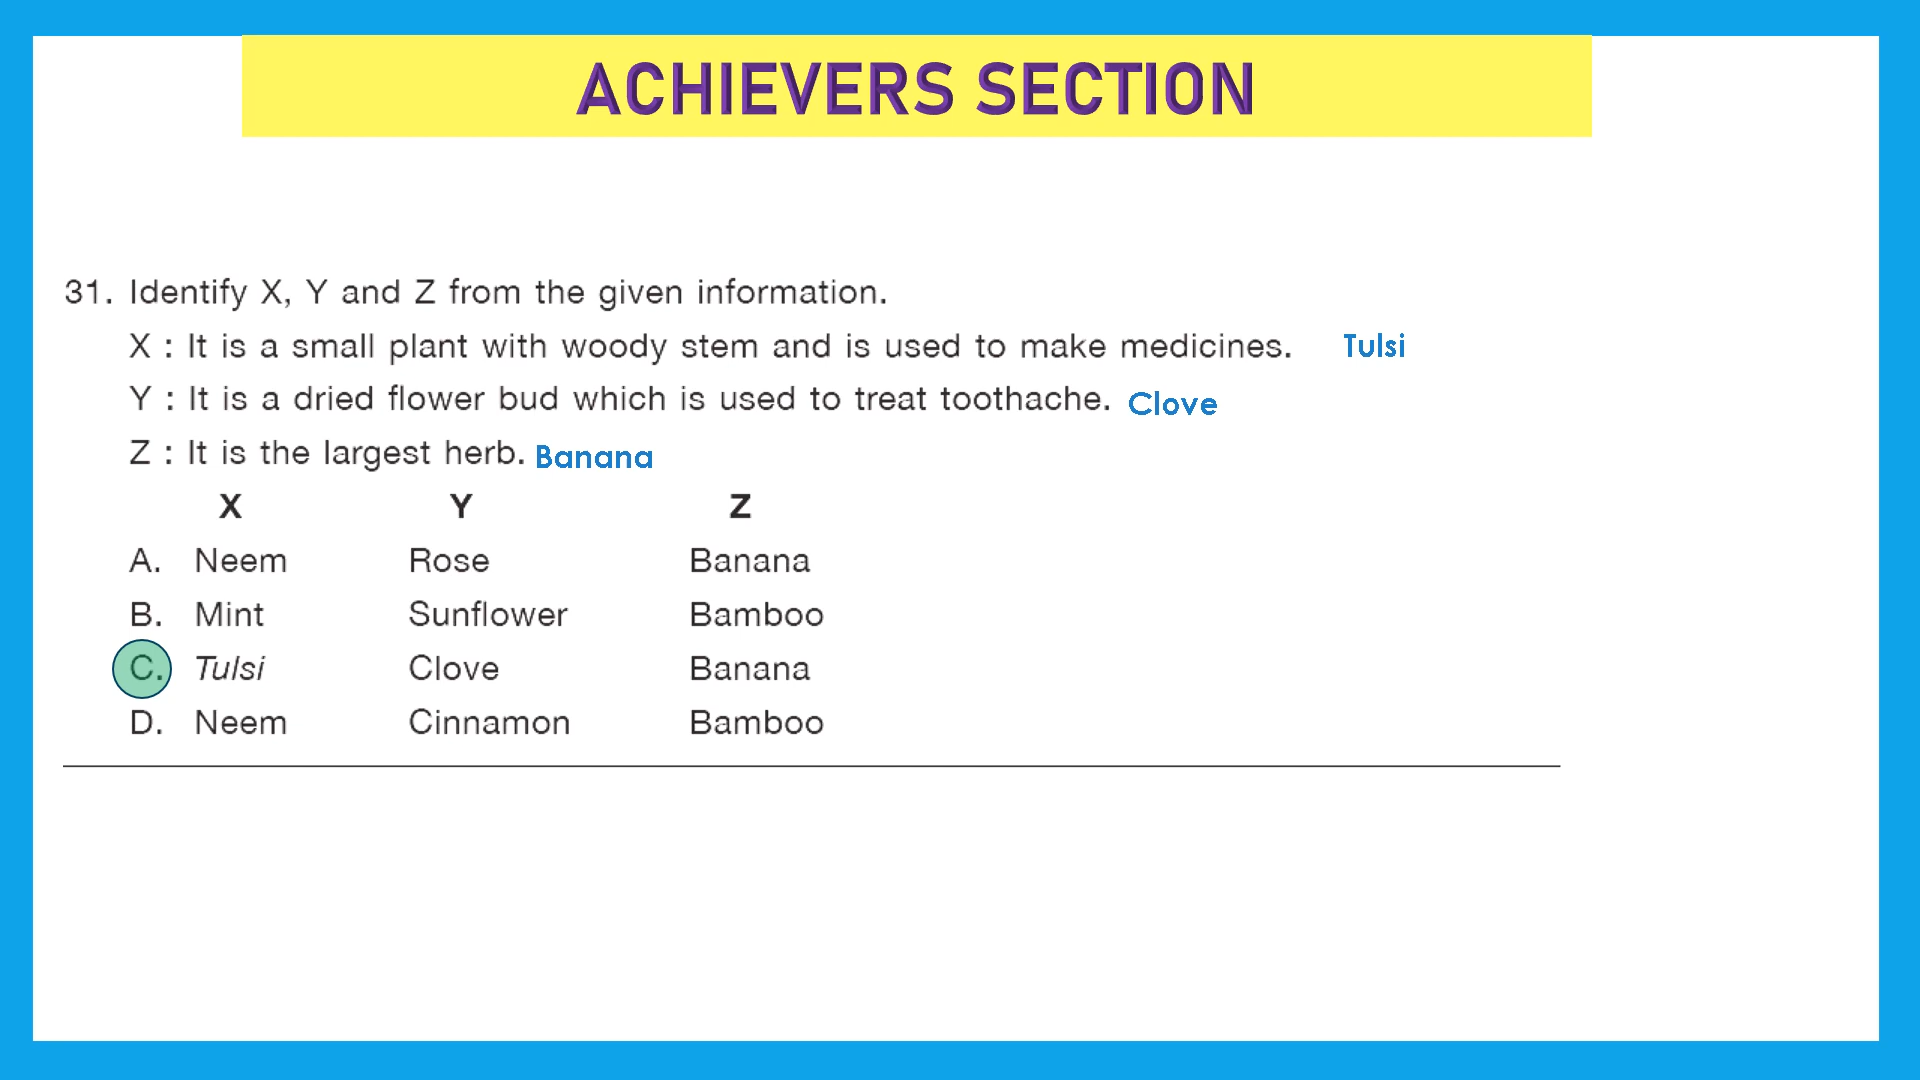 ACHIEVERS SECTION
31. Identify X, Y and Z from the given information.
X : It is a small plant with woody stem and is used to make medicines. Tulsi
Y : It is a dried flower bud which is used to treat toothache. Clove
Z : It is the largest herb. Banana
X Y Z
A. Neem Rose Banana
B. Mint Sunflower Bamboo
C. Tulsi Clove Banana
D. Neem Cinnamon Bamboo